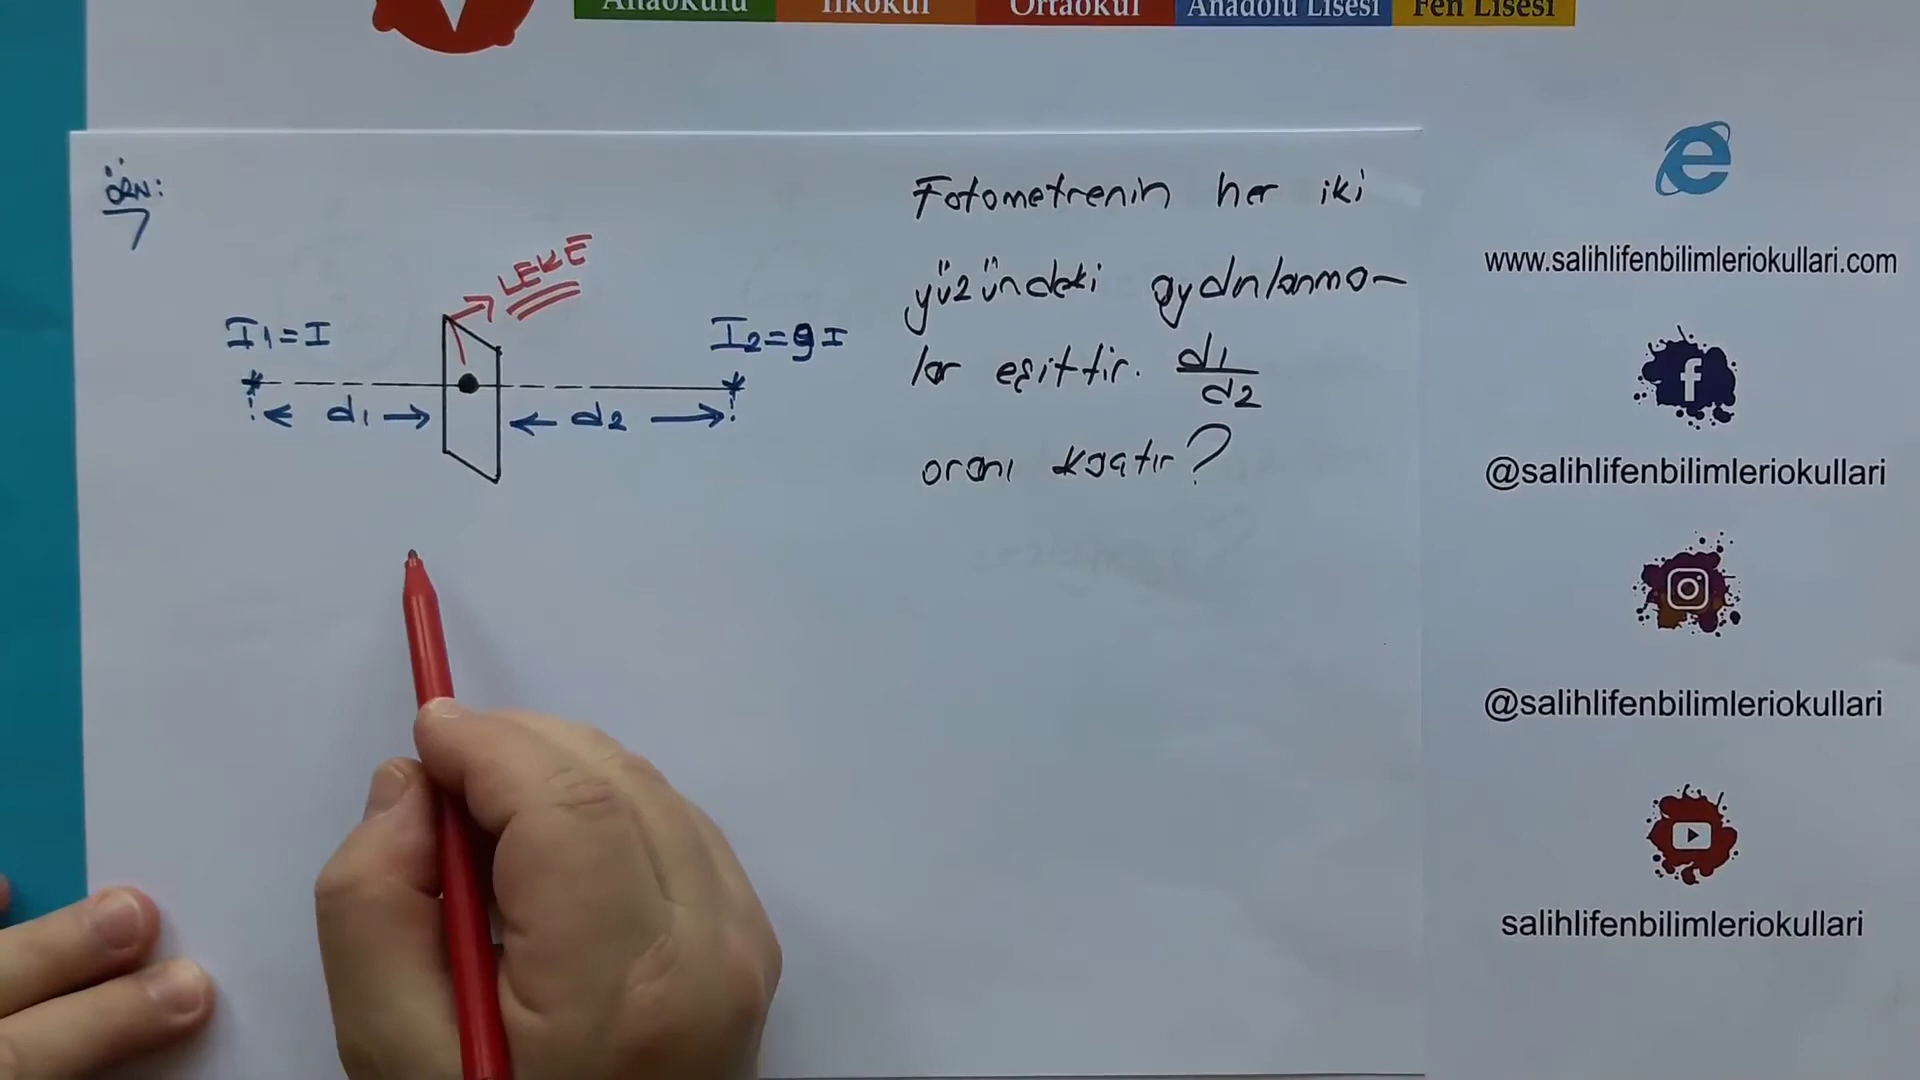 Anaokulu İlkokul Ortaokul Anadolu Lisesi Fen Lisesi
ÖRN:
7
LEKE
I1=I
I2=9I
d1
d2
Fotometrenin her iki
yüzündeki aydınlanma-
lar eşittir. d1/d2
oranı kaçtır?
www.salihlifenbilimleriokullari.com
@salihlifenbilimleriokullari
@salihlifenbilimleriokullari
salihlifenbilimleriokullari